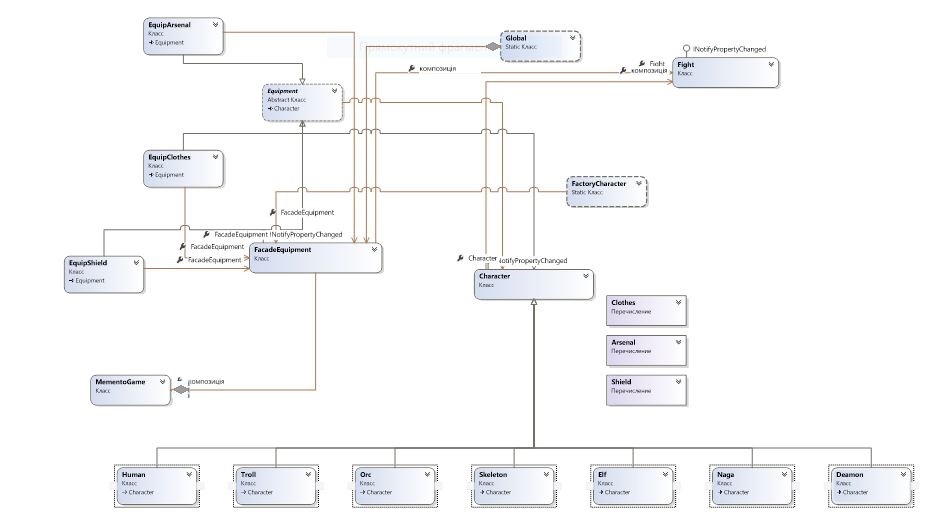 EquipArsenal
Класс
Equipment
Global
Static Класс
INotifyPropertyChanged
композиція
Fight
композиція
Fight
Класс
Equipment
Abstract Класс
Character
EquipClothes
Класс
Equipment
FactoryCharacter
Static Класс
FacadeEquipment
FacadeEquipment INotifyPropertyChanged
FacadeEquipment
FacadeEquipment
FacadeEquipment
Класс
EquipShield
Класс
Equipment
Character
NotifyPropertyChanged
Character
Класс
Clothes
Перечисление
Arsenal
Перечисление
Shield
Перечисление
MementoGame
Класс
композиція
Human
Класс
Character
Troll
Класс
Character
Orc
Класс
Character
Skeleton
Класс
Character
Elf
Класс
Character
Naga
Класс
Character
Deamon
Класс
Character